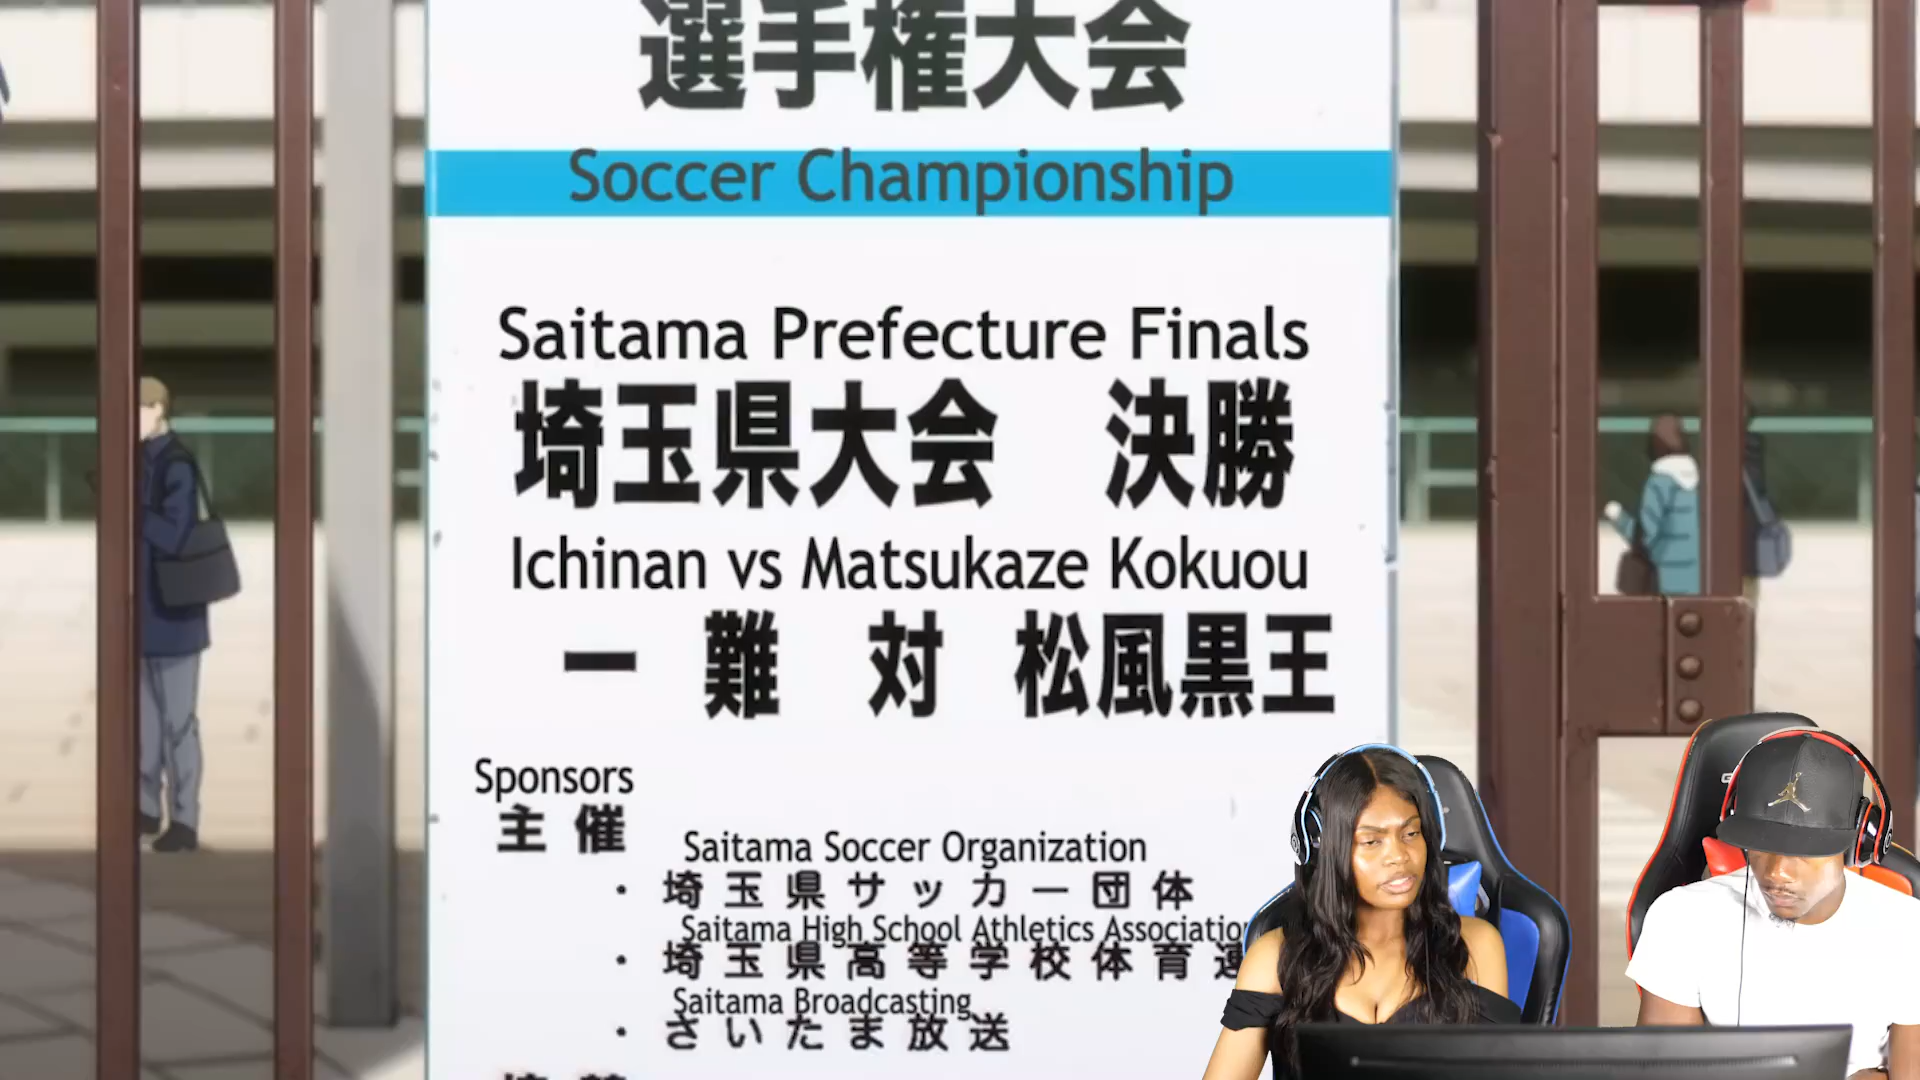 選手権大会
Soccer Championship
Saitama Prefecture Finals
埼玉県大会 決勝
Ichinan vs Matsukaze Kokuou
一 難 対 松風黒王
Sponsors
主 催
Saitama Soccer Organization
・埼玉県サッカー団体
Saitama High School Athletics Association
・埼玉県高等学校体育連
Saitama Broadcasting
・さいたま放送